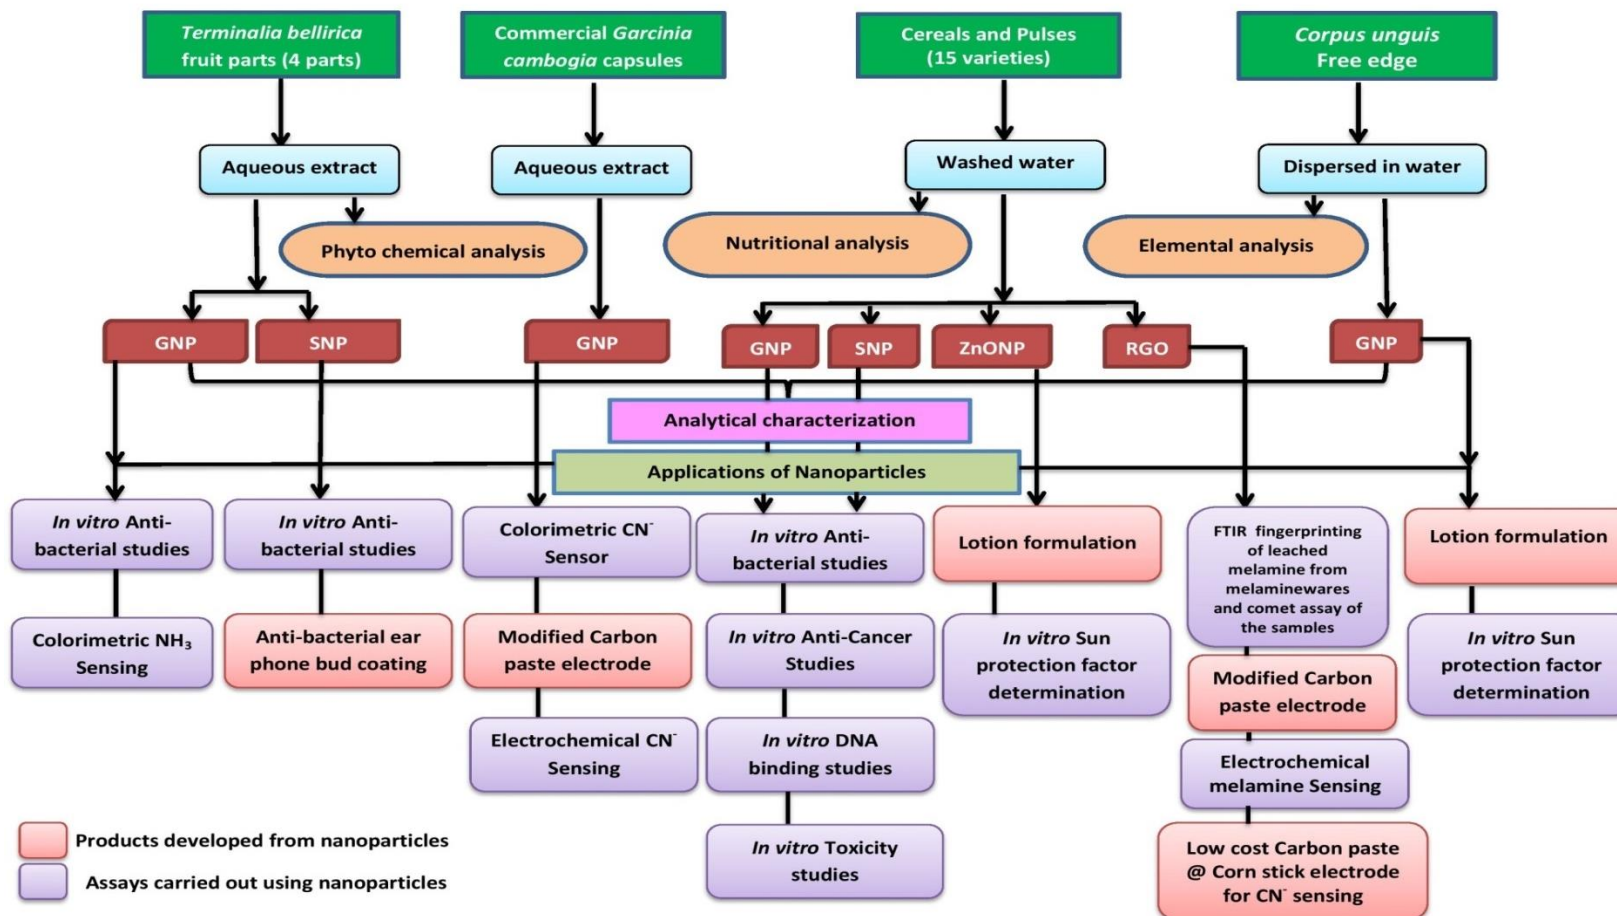 Terminalia bellirica
fruit parts (4 parts)
Commercial Garcinia
cambogia capsules
Cereals and Pulses
(15 varieties)
Corpus unguis
Free edge
Aqueous extract
Aqueous extract
Washed water
Dispersed in water
Phyto chemical analysis
Nutritional analysis
Elemental analysis
GNP
SNP
GNP
GNP
SNP
ZnONP
RGO
GNP
Analytical characterization
Applications of Nanoparticles
In vitro Anti-
bacterial studies
Colorimetric NH₃
Sensing
In vitro Anti-
bacterial studies
Anti-bacterial ear
phone bud coating
Colorimetric CN⁻
Sensor
Modified Carbon
paste electrode
Electrochemical CN⁻
Sensing
In vitro Anti-
bacterial studies
In vitro Anti-Cancer
Studies
In vitro DNA
binding studies
In vitro Toxicity
studies
Lotion formulation
In vitro Sun
protection factor
determination
FTIR fingerprinting
of leached
melamine from
melaminewares
and comet assay of
the samples
Modified Carbon
paste electrode
Electrochemical
melamine Sensing
Low cost Carbon paste
@ Corn stick electrode
for CN⁻ sensing
Lotion formulation
In vitro Sun
protection factor
determination
Products developed from nanoparticles
Assays carried out using nanoparticles